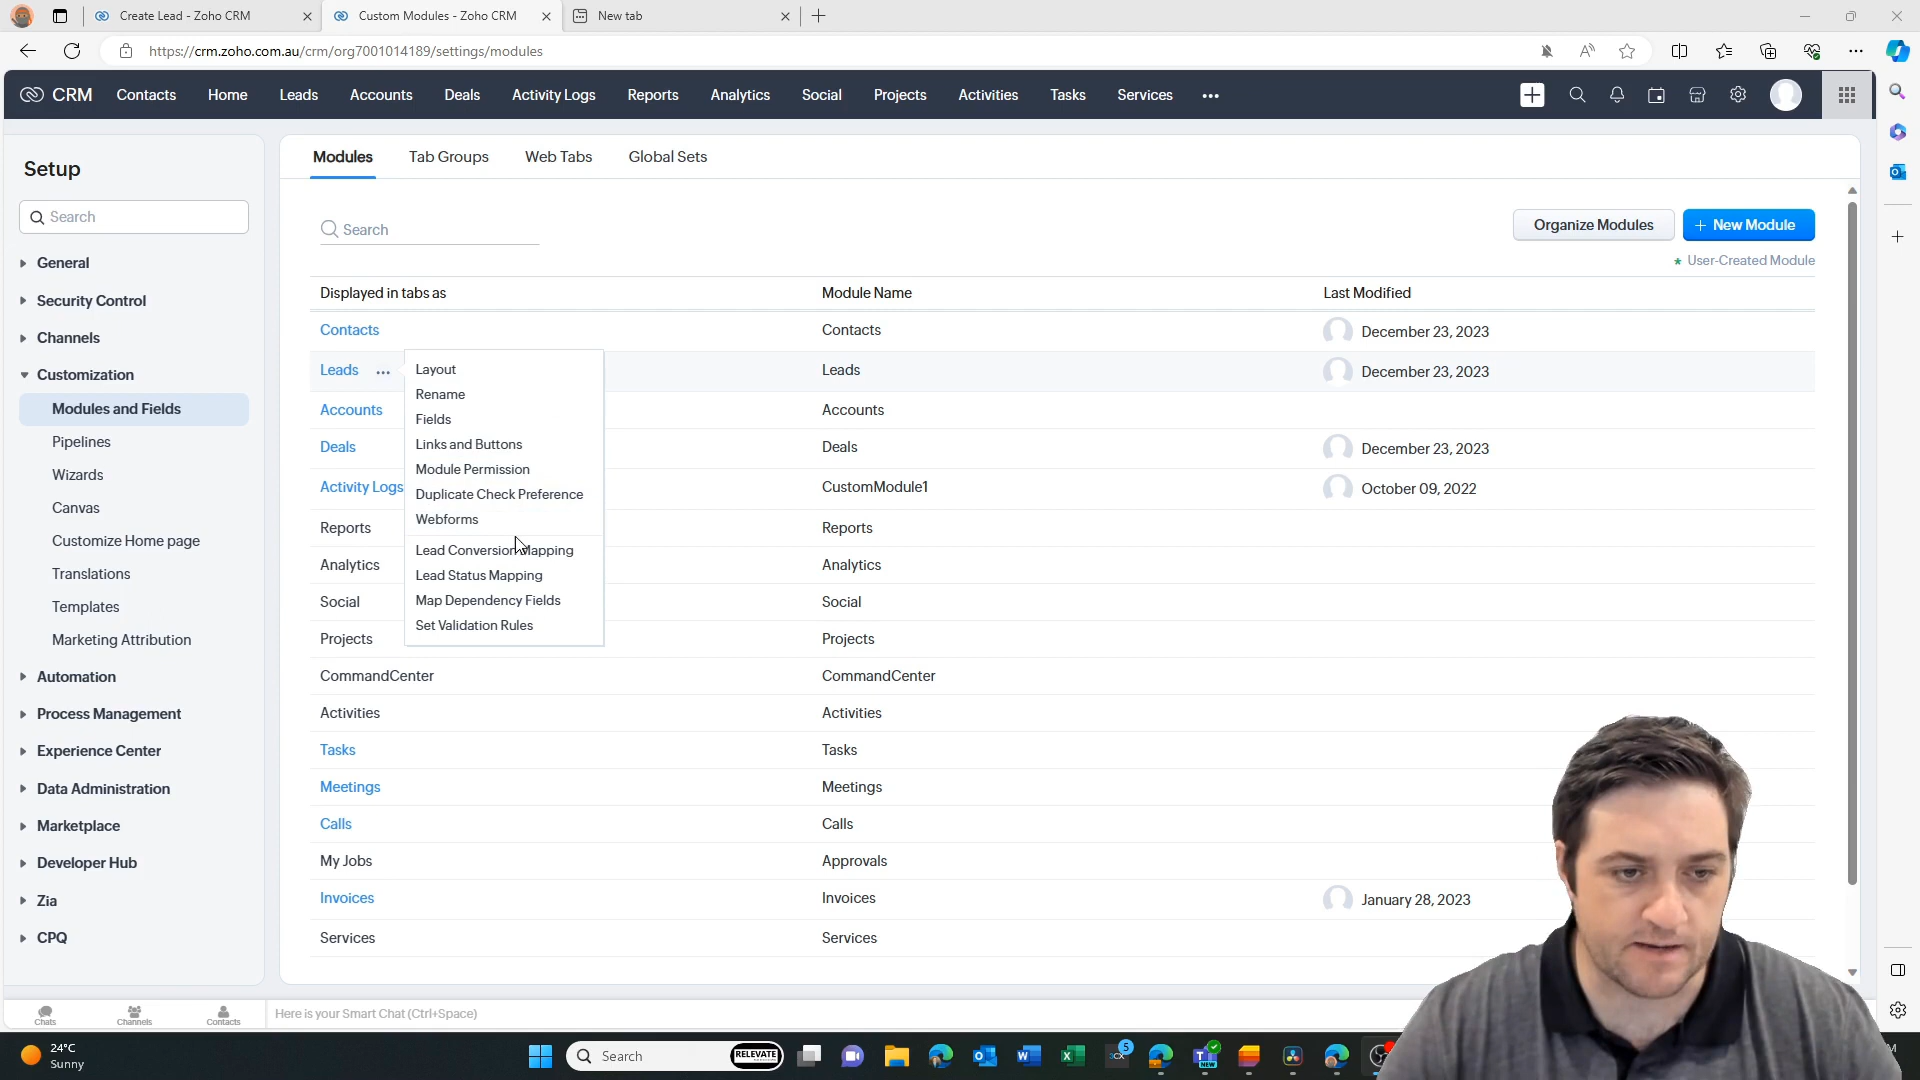 Create Lead - Zoho CRM
Custom Modules - Zoho CRM
New tab
https://crm.zoho.com.au/crm/org7001014189/settings/modules
CRM Contacts Home Leads Accounts Deals Activity Logs Reports Analytics Social Projects Activities Tasks Services
Setup
Search
General
Security Control
Channels
Customization
Modules and Fields
Pipelines
Wizards
Canvas
Customize Home page
Translations
Templates
Marketing Attribution
Automation
Process Management
Experience Center
Data Administration
Marketplace
Developer Hub
Zia
CPQ
Modules Tab Groups Web Tabs Global Sets
Search
Organize Modules
+ New Module
* User-Created Module
Displayed in tabs as Module Name Last Modified
Contacts Contacts December 23, 2023
Leads ... Leads December 23, 2023
Accounts Accounts
Deals Deals December 23, 2023
Activity Logs CustomModule1 October 09, 2022
Reports Reports
Analytics Analytics
Social Social
Projects Projects
CommandCenter CommandCenter
Activities Activities
Tasks Tasks
Meetings Meetings
Calls Calls
My Jobs Approvals
Invoices Invoices January 28, 2023
Services Services
Layout
Rename
Fields
Links and Buttons
Module Permission
Duplicate Check Preference
Webforms
Lead Conversion Mapping
Lead Status Mapping
Map Dependency Fields
Set Validation Rules
Chats
Channels
Contacts
Here is your Smart Chat (Ctrl+Space)
24°C
Sunny
Search
RELEVATE
5
NEW